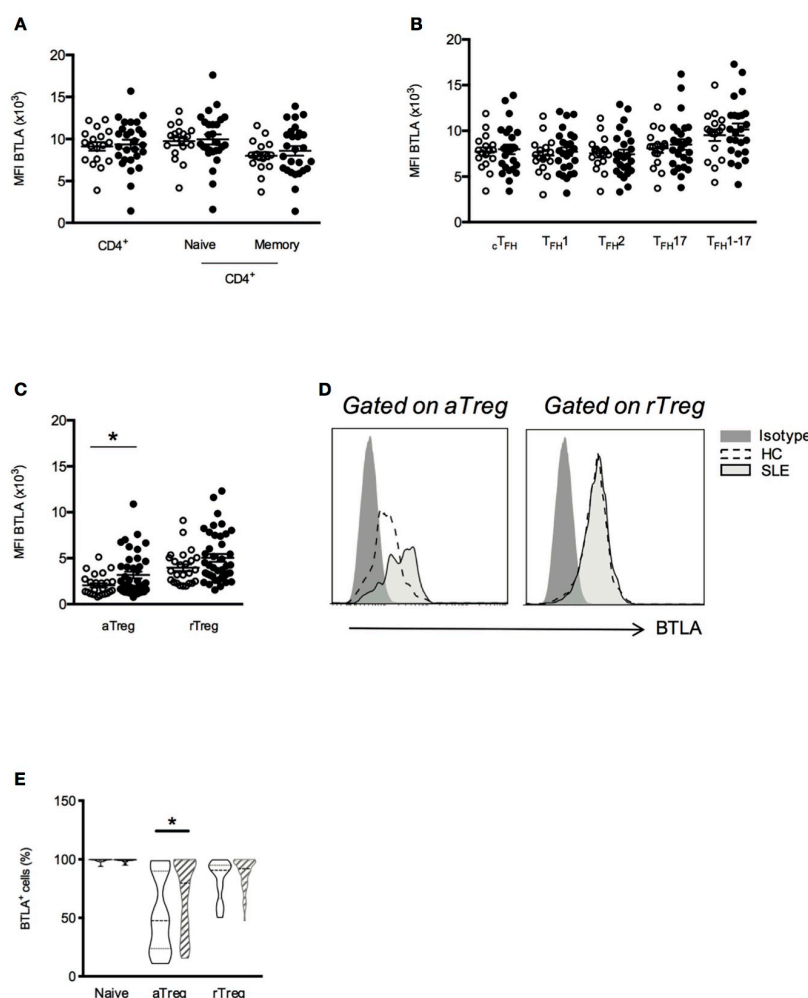 A
MFI BTLA (x10³)
20
15
10
5
0
CD4⁺
Naive
Memory
CD4⁺
B
MFI BTLA (x10³)
20
15
10
5
0
cTFH
TFH1
TFH2
TFH17
TFH1-17
C
MFI BTLA (x10³)
20
15
10
5
0
*
aTreg
rTreg
D
Gated on aTreg
Gated on rTreg
Isotype
HC
SLE
BTLA
E
BTLA⁺ cells (%)
150
100
50
0
*
Naive
aTreg
rTreg